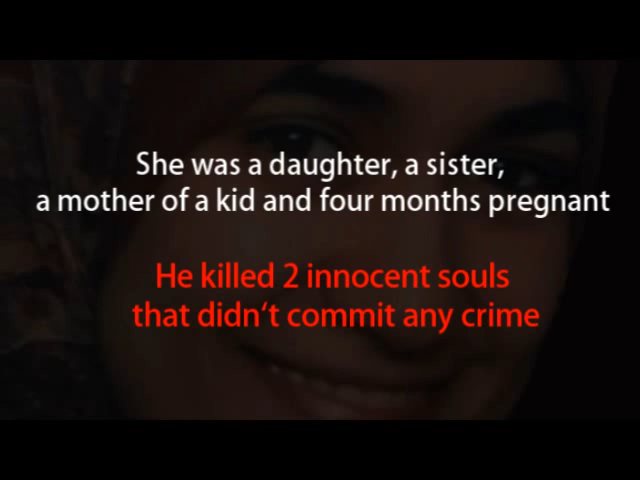 She was a daughter, a sister,
a mother of a kid and four months pregnant
He killed 2 innocent souls
that didn't commit any crime